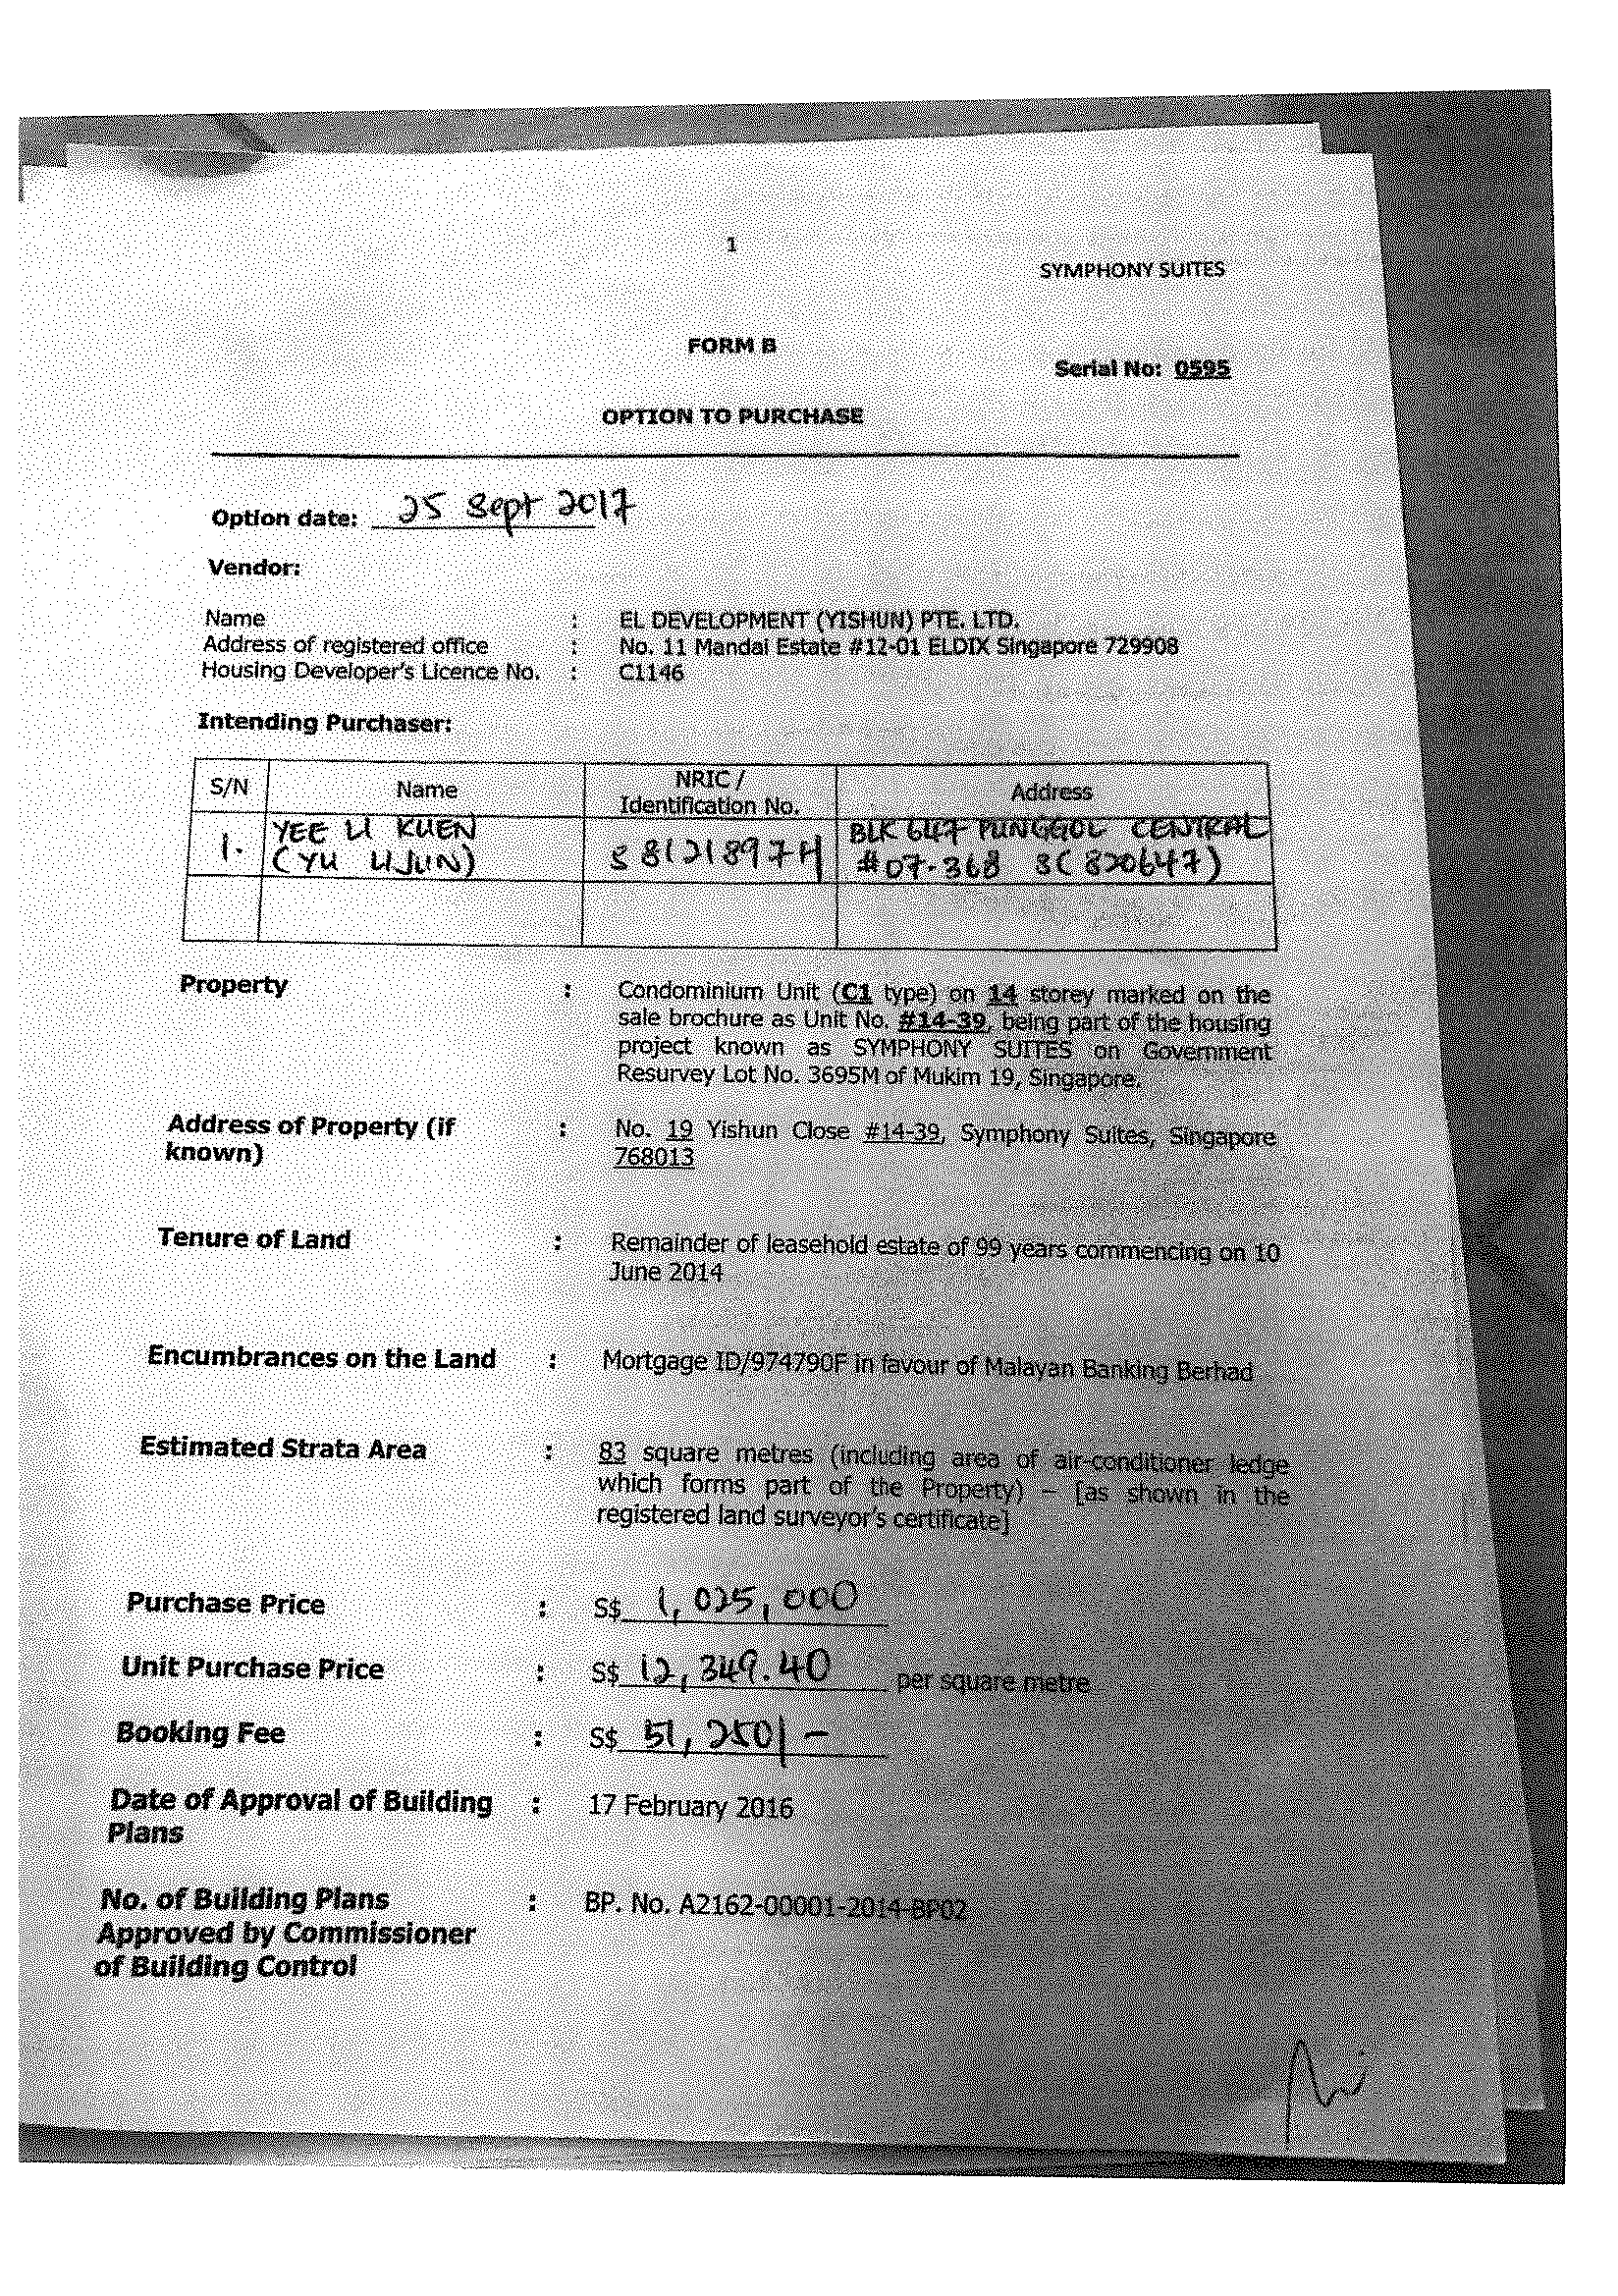 1
SYMPHONY SUITES
FORM B
Serial No: 0595
OPTION TO PURCHASE
Option date: 25 Sept 2017
Vendor:
Name : EL DEVELOPMENT (YISHUN) PTE. LTD.
Address of registered office : No. 11 Mandai Estate #12-01 ELDIX Singapore 729908
Housing Developer's Licence No. : C1146
Intending Purchaser:
S/N Name NRIC / Identification No. Address
1. YEE LI KUEN S8121897H BLK 647 PUNGGOL CENTRAL
(YU LIJUN) #07-368 S(820647)
Property : Condominium Unit (C1 type) on 14 storey marked on the
sale brochure as Unit No. #14-39, being part of the housing
project known as SYMPHONY SUITES on Government
Resurvey Lot No. 3695M of Mukim 19, Singapore.
Address of Property (if : No. 19 Yishun Close #14-39, Symphony Suites, Singapore
known) 768013
Tenure of Land : Remainder of leasehold estate of 99 years commencing on 10
June 2014
Encumbrances on the Land : Mortgage ID/974790F in favour of Malayan Banking Berhad
Estimated Strata Area : 83 square metres (including area of air-conditioner ledge
which forms part of the Property) – [as shown in the
registered land surveyor's certificate]
Purchase Price : S$ 1,025,000
Unit Purchase Price : S$ 12,349.40 per square metre
Booking Fee : S$ 51,250/-
Date of Approval of Building : 17 February 2016
Plans
No. of Building Plans : BP. No. A2162-00001-2014-BP02
Approved by Commissioner
of Building Control